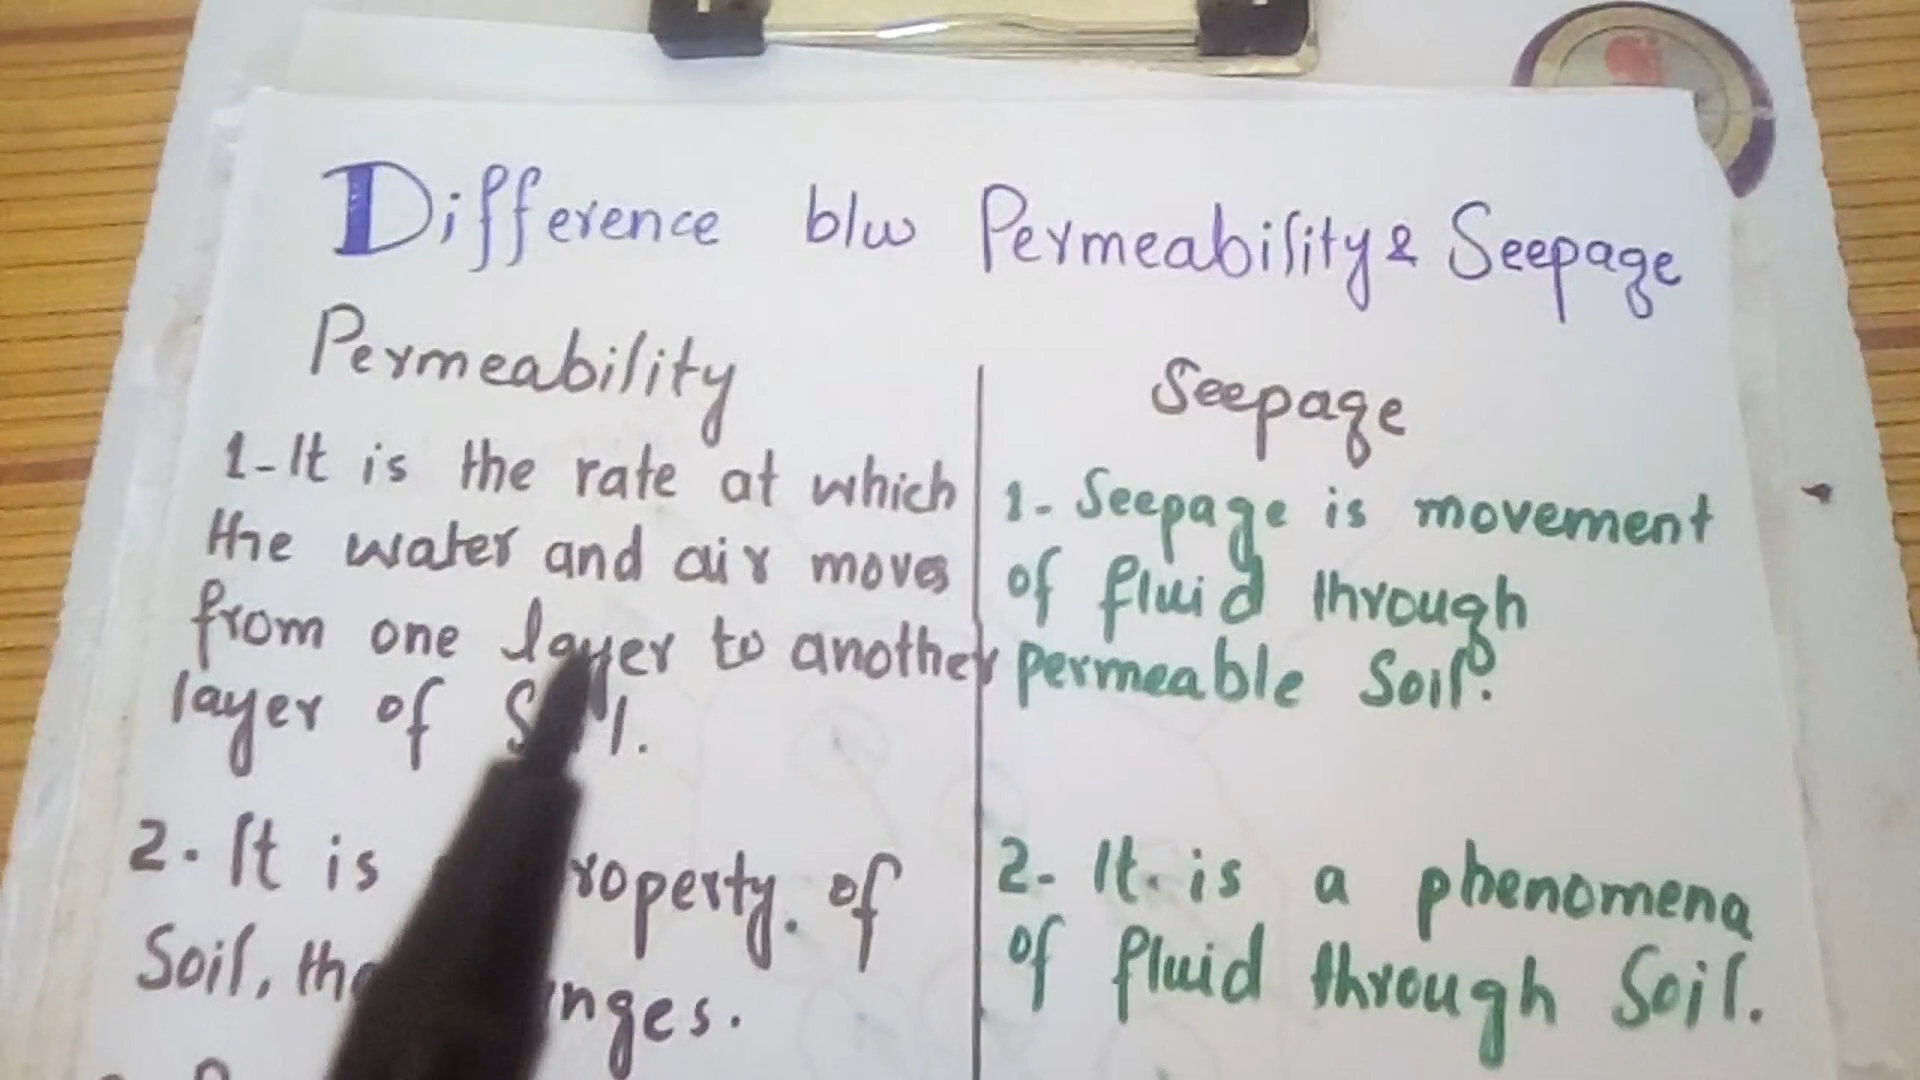 Difference b/w Permeability & Seepage
Permeability
1-It is the rate at which
the water and air moves
from one layer to another
layer of
2. It is of
Soil,
Seepage
1- Seepage is movement
of fluid through
permeable Soil.
2- It is a phenomena
of fluid through Soil.